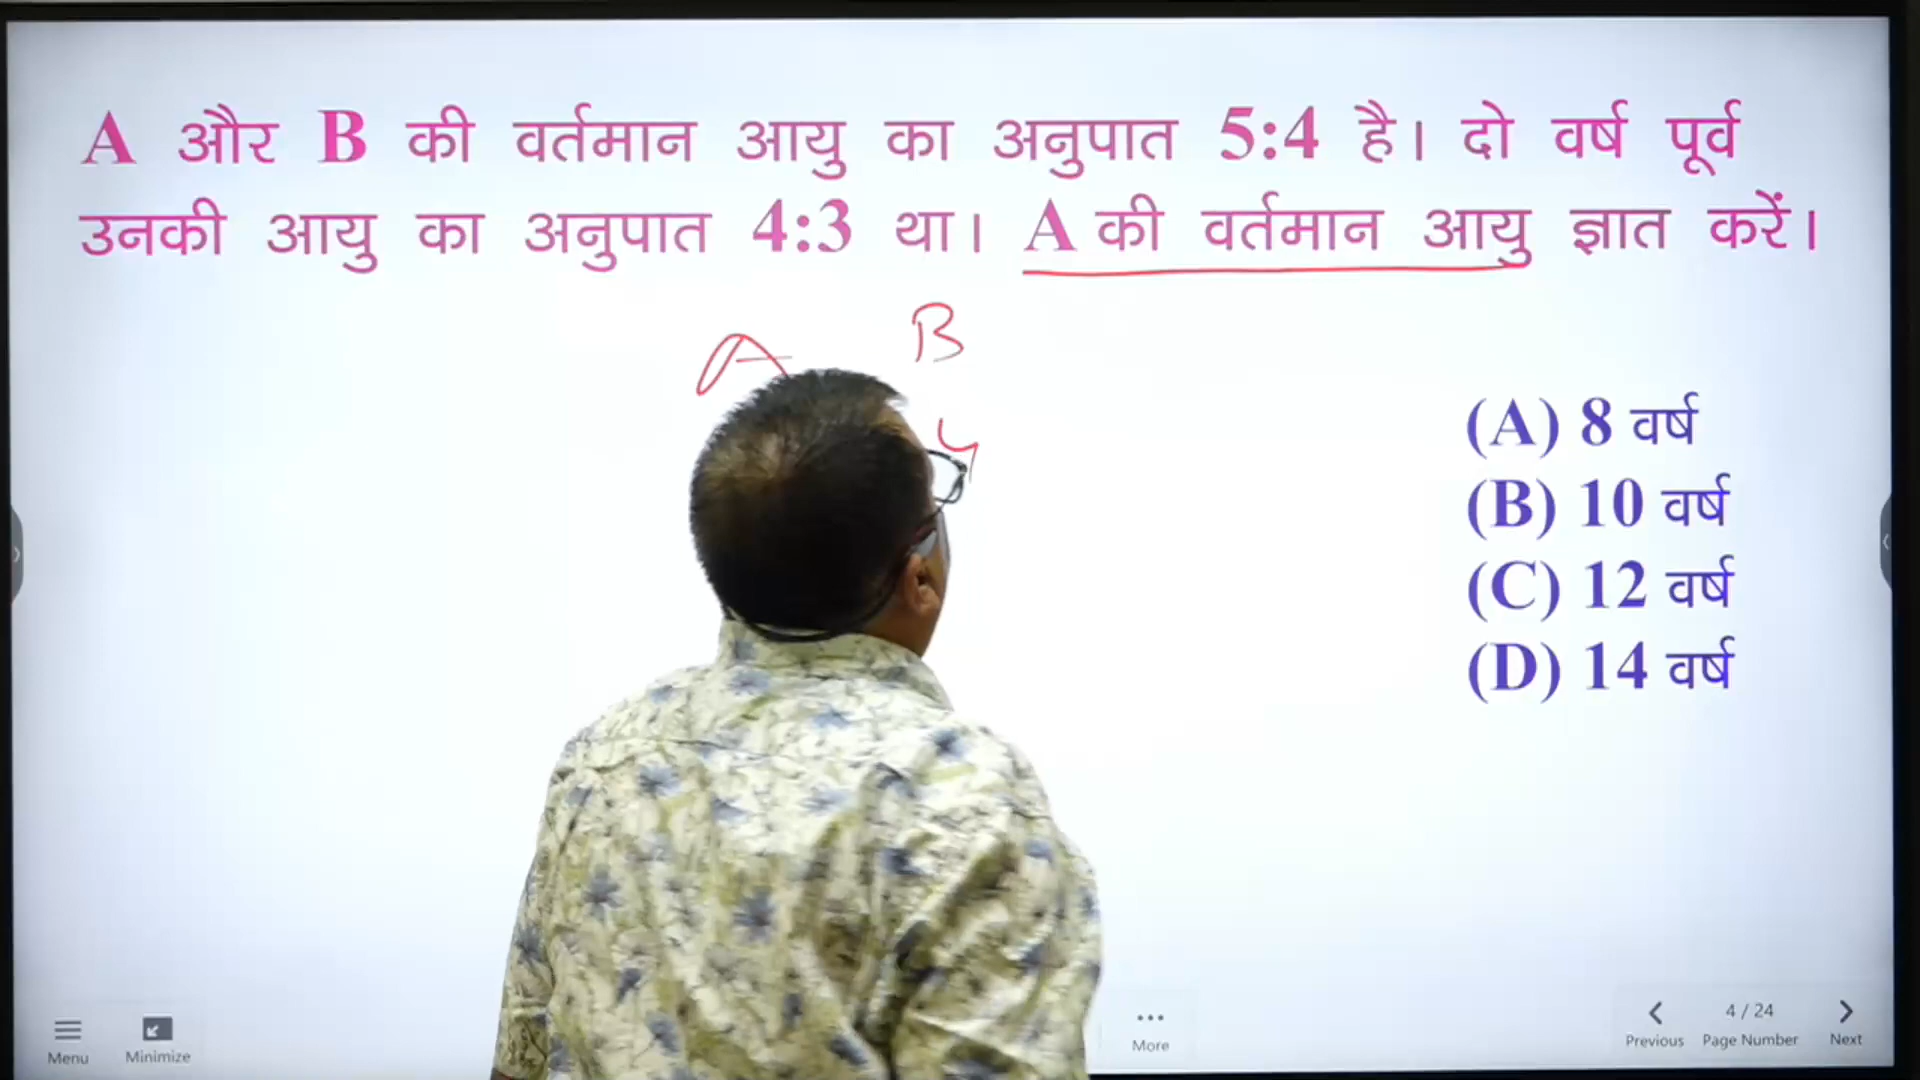 A और B की वर्तमान आयु का अनुपात 5:4 है। दो वर्ष पूर्व
उनकी आयु का अनुपात 4:3 था। A की वर्तमान आयु ज्ञात करें।
A B
4
(A) 8 वर्ष
(B) 10 वर्ष
(C) 12 वर्ष
(D) 14 वर्ष
Menu
Minimize
More
Previous
4 / 24
Page Number
Next